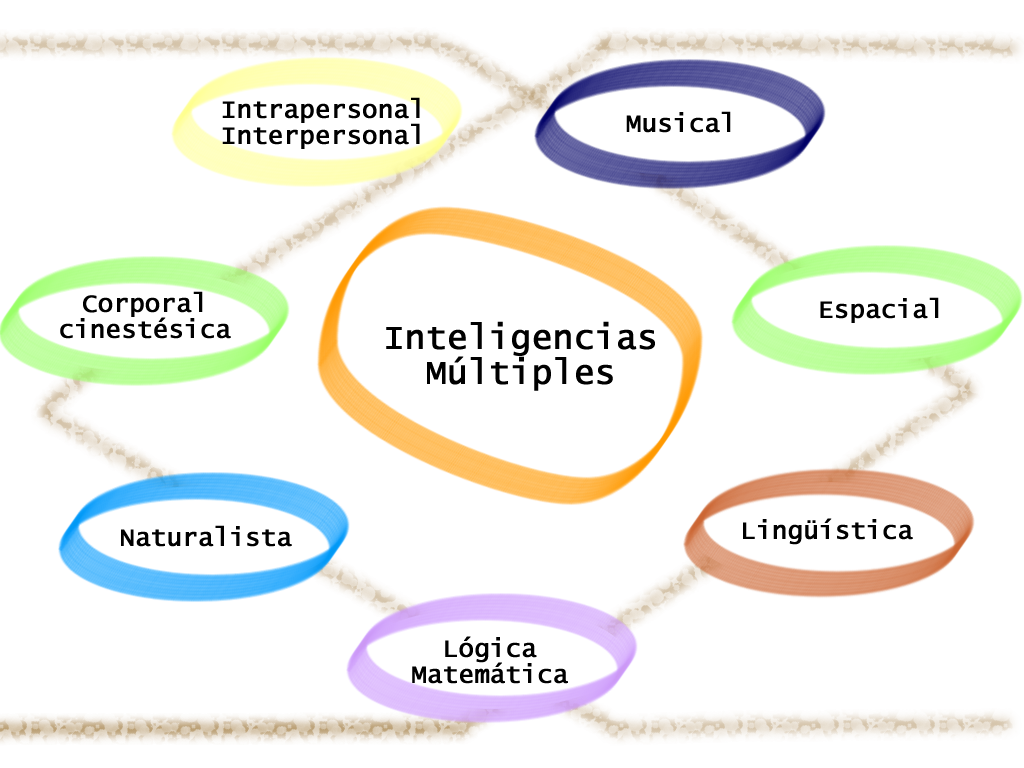 Intrapersonal
Interpersonal
Musical
Corporal
cinestésica
Espacial
Inteligencias
Múltiples
Naturalista
Lingüística
Lógica
Matemática